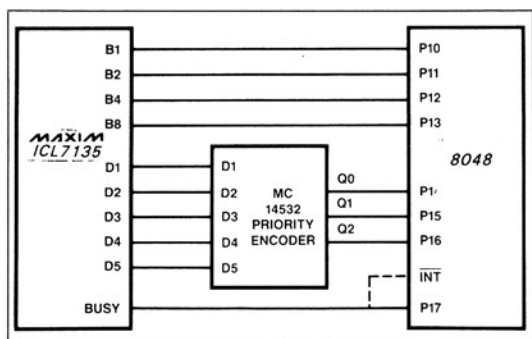 B1
B2
B4
B8
MAXIM
ICL7135
D1
D2
D3
D4
D5
BUSY
D1
D2
D3
D4
D5
MC
14532
PRIORITY
ENCODER
Q0
Q1
Q2
P10
P11
P12
P13
8048
P15
P16
INT
P17